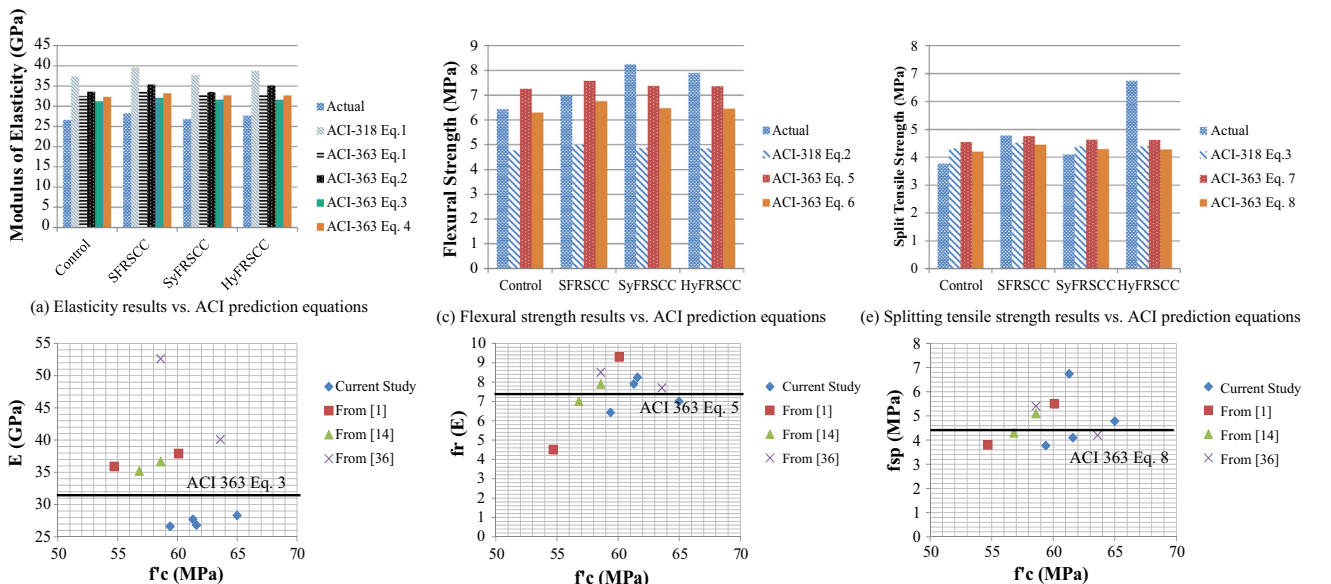 Modulus of Elasticity (GPa)
45
40
35
30
25
20
15
10
5
0
Control
SFRSCC
SyFRSCC
HyFRSCC
Actual
ACI-318 Eq.1
ACI-363 Eq.1
ACI-363 Eq.2
ACI-363 Eq.3
ACI-363 Eq. 4
(a) Elasticity results vs. ACI prediction equations
Flexural Strength (MPa)
9
8
7
6
5
4
3
2
1
0
Control SFRSCC SyFRSCC HyFRSCC
Actual
ACI-318 Eq.2
ACI-363 Eq. 5
ACI-363 Eq. 6
(c) Flexural strength results vs. ACI prediction equations
Split Tensile Strength (MPa)
8
7
6
5
4
3
2
1
0
Control SFRSCC SyFRSCC HyFRSCC
Actual
ACI-318 Eq.3
ACI-363 Eq. 7
ACI-363 Eq. 8
(e) Splitting tensile strength results vs. ACI prediction equations
E (GPa)
55
50
45
40
35
30
25
50 55 60 65 70
f'c (MPa)
ACI 363 Eq. 3
Current Study
From [1]
From [14]
From [36]
fr (E)
10
9
8
7
6
5
4
3
2
1
0
50 55 60 65 70
f'c (MPa)
ACI 363 Eq. 5
Current Study
From [1]
From [14]
From [36]
fsp (MPa)
8
7
6
5
4
3
2
1
0
50 55 60 65 70
f'c (MPa)
ACI 363 Eq. 8
Current Study
From [1]
From [14]
From [36]